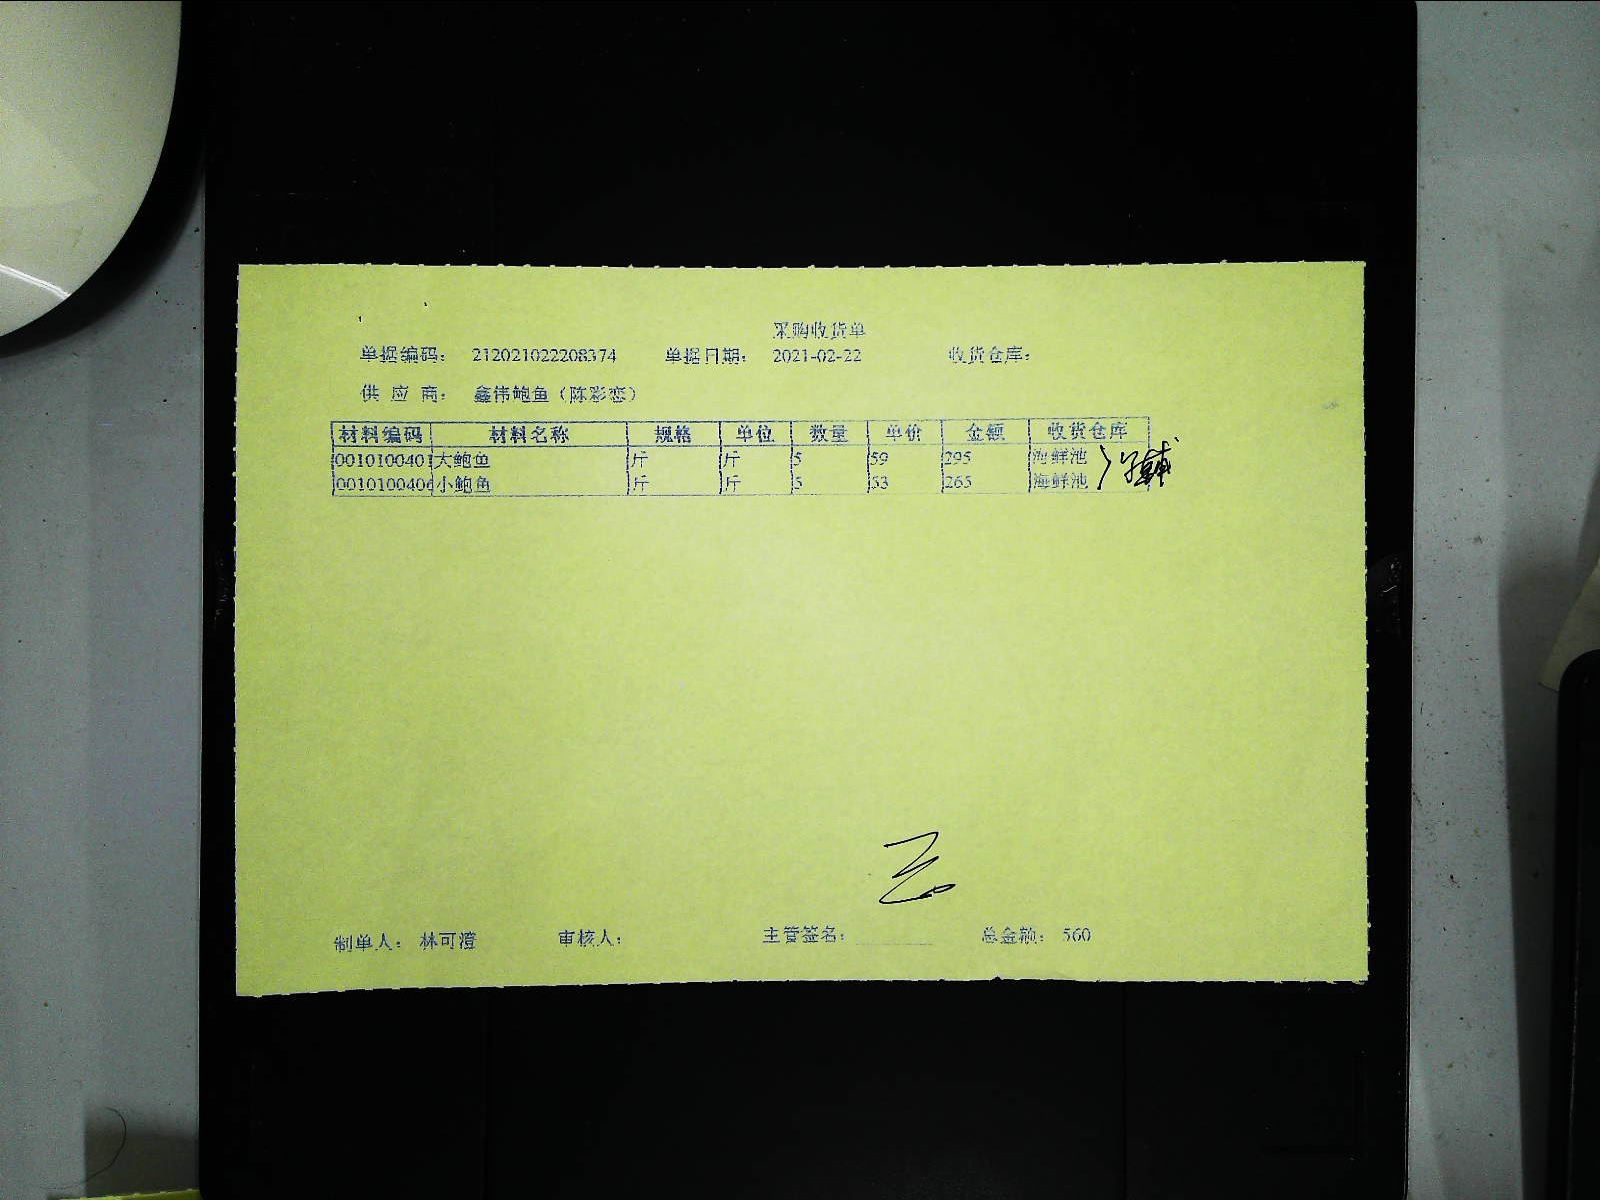 采购收货单
单据编码： 212021022208374 单据日期： 2021-02-22 收货仓库：
供 应 商： 鑫伟鲍鱼（陈彩恋）
材料编码 材料名称 规格 单位 数量 单价 金额 收货仓库
0010100401 大鲍鱼 斤 斤 5 59 295 海鲜池
0010100406 小鲍鱼 斤 斤 5 53 265 海鲜池
制单人： 林可澄 审核人： 主管签名： 总金额： 560